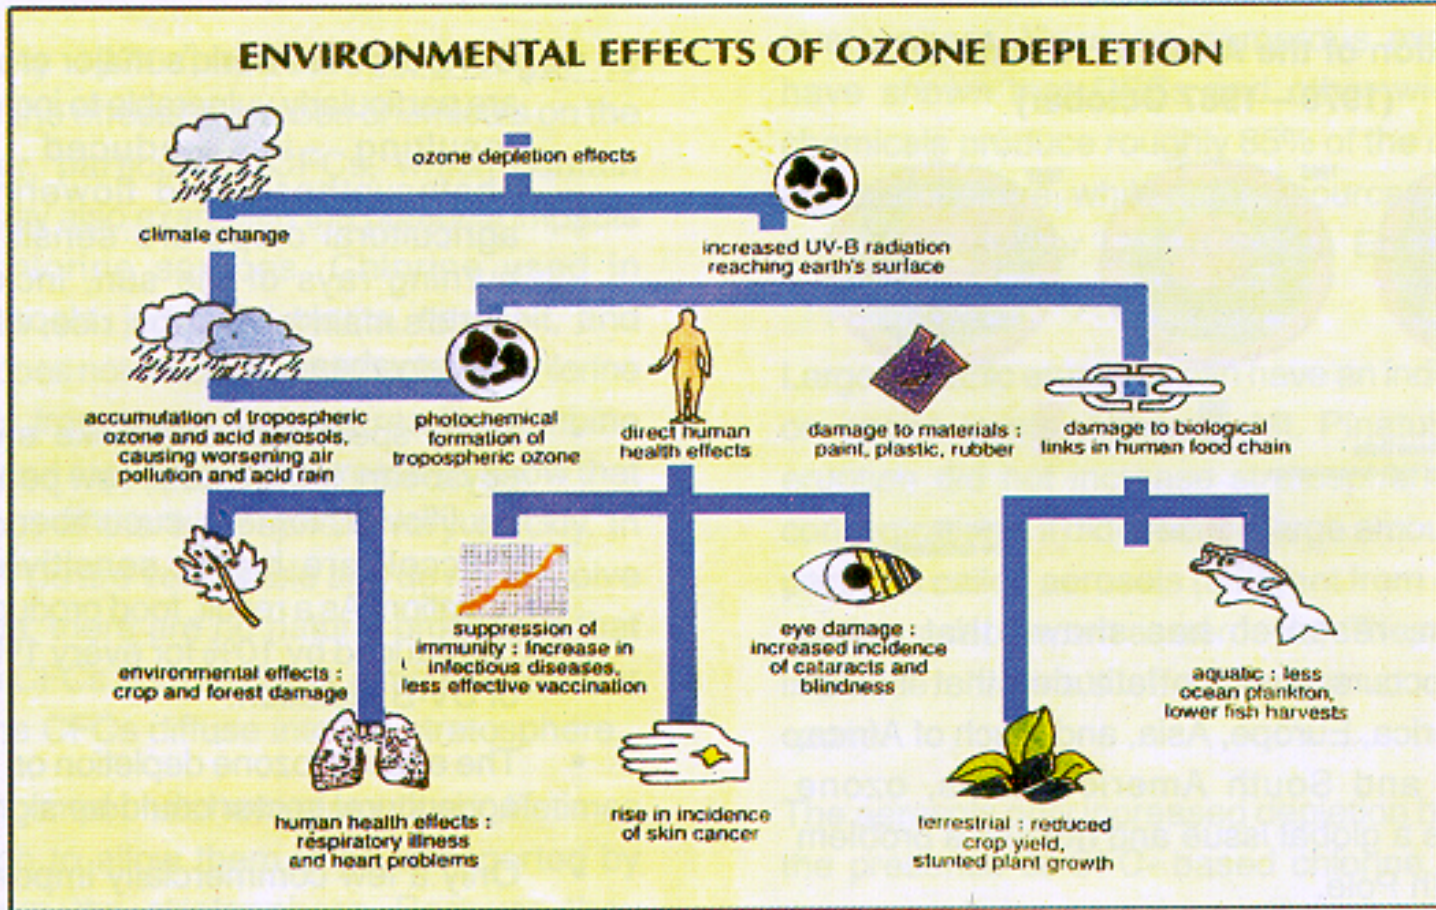 ENVIRONMENTAL EFFECTS OF OZONE DEPLETION
ozone depletion effects
climate change
increased UV-B radiation
reaching earth's surface
accumulation of tropospheric
ozone and acid aerosols,
causing worsening air
pollution and acid rain
photochemical
formation of
tropospheric ozone
direct human
health effects
damage to materials :
paint, plastic, rubber
damage to biological
links in human food chain
environmental effects :
crop and forest damage
suppression of
immunity : Increase in
infectious diseases,
less effective vaccination
eye damage :
increased incidence
of cataracts and
blindness
aquatic : less
ocean plankton,
lower fish harvests
human health effects :
respiratory illness
and heart problems
rise in incidence
of skin cancer
terrestrial : reduced
crop yield,
stunted plant growth